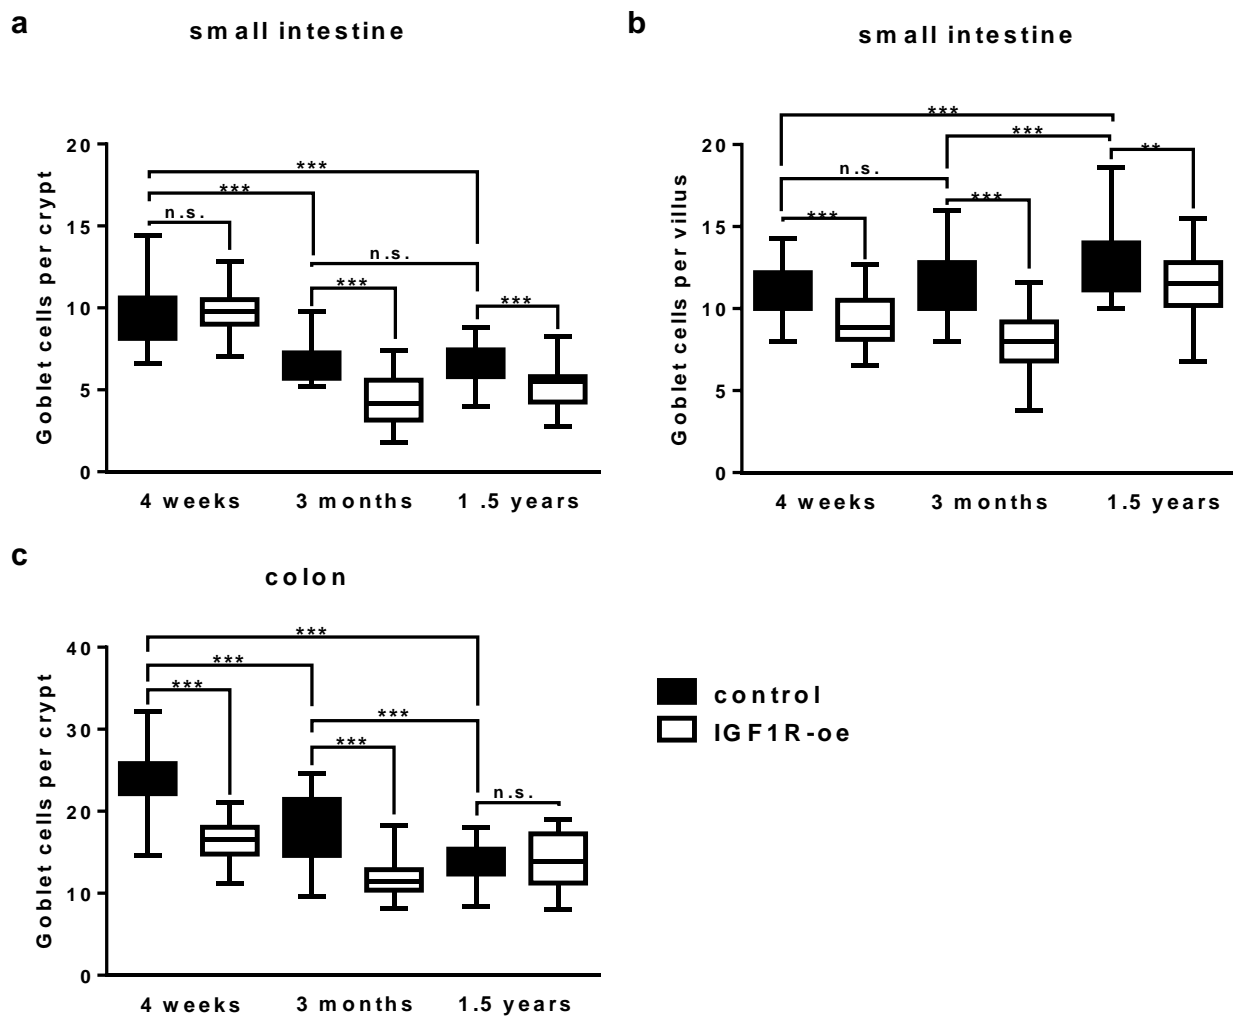 a
small intestine
Goblet cells per crypt
20
15
10
5
0
***
***
n.s.
n.s.
***
***
4 weeks
3 months
1 .5 years
b
small intestine
Goblet cells per villus
20
15
10
5
0
***
***
**
n.s.
***
***
4 weeks
3 months
1.5 years
c
colon
Goblet cells per crypt
40
30
20
10
0
***
***
***
***
***
n.s.
4 weeks
3 months
1.5 years
control
IGF1R-oe